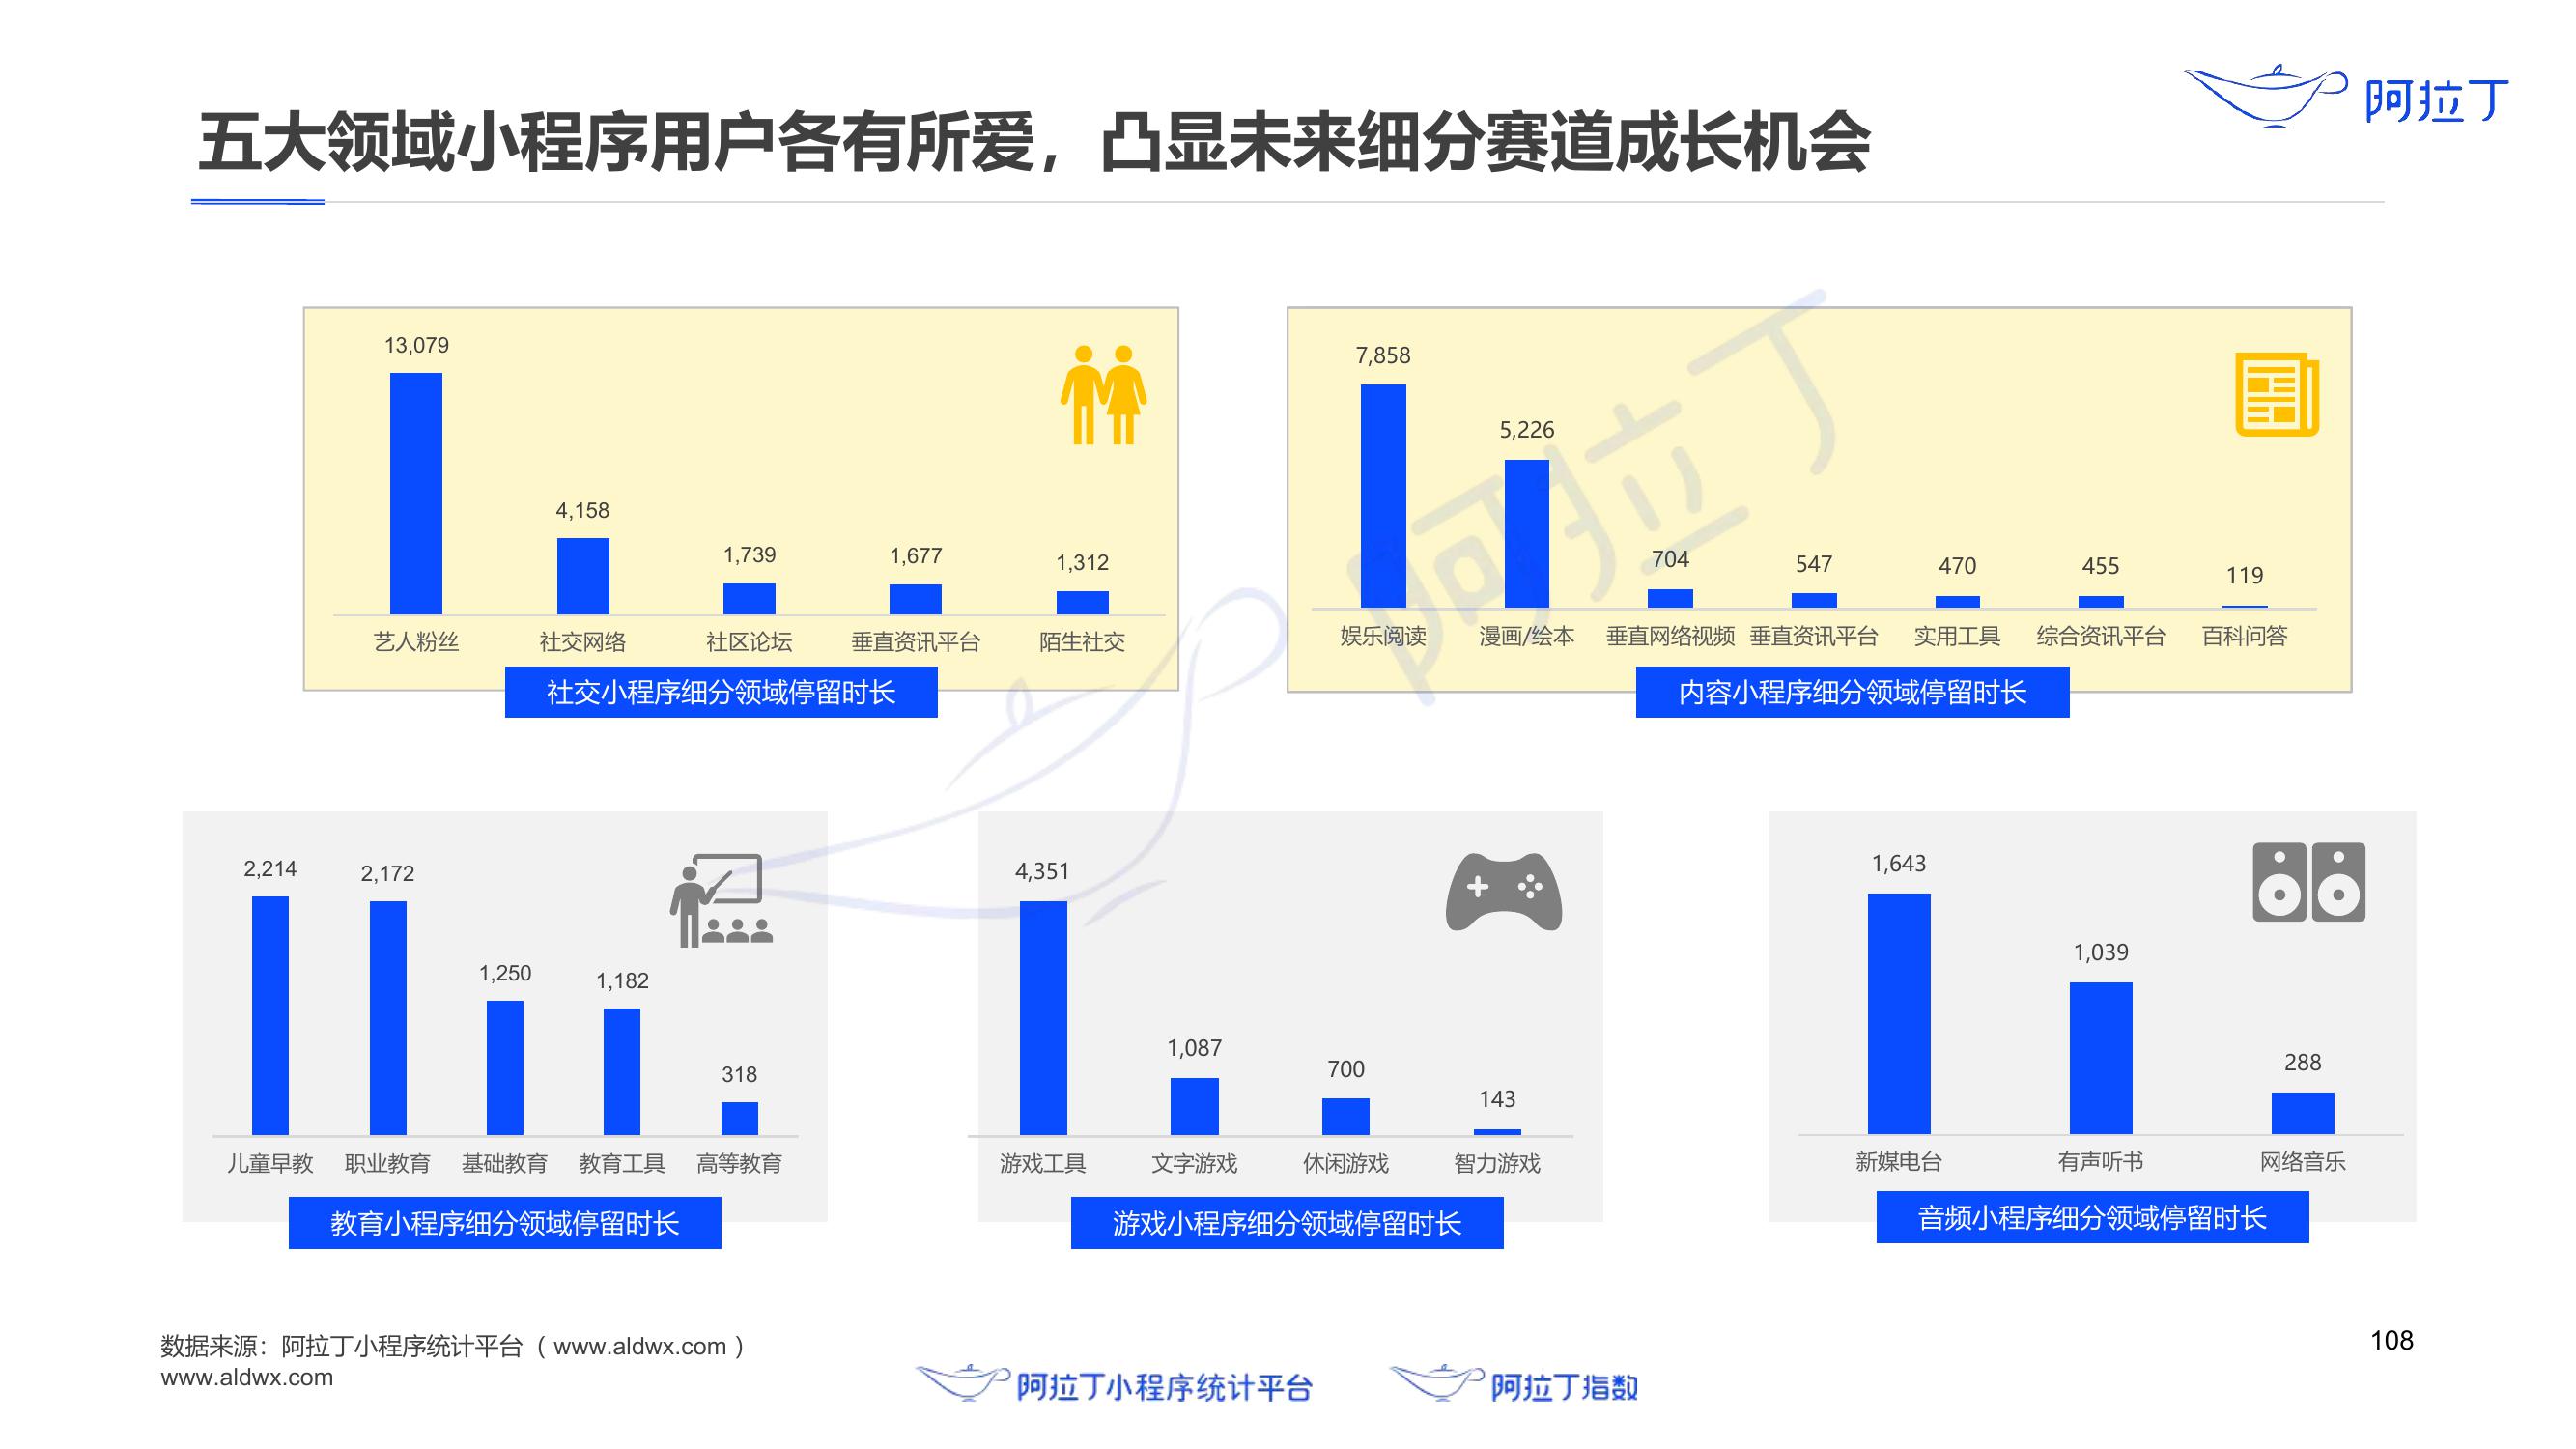 阿拉丁
五大领域小程序用户各有所爱，凸显未来细分赛道成长机会
13,079
4,158
1,739
1,677
1,312
艺人粉丝 社交网络 社区论坛 垂直资讯平台 陌生社交
社交小程序细分领域停留时长
7,858
5,226
704
547
470
455
119
娱乐阅读 漫画/绘本 垂直网络视频 垂直资讯平台 实用工具 综合资讯平台 百科问答
内容小程序细分领域停留时长
阿拉丁
2,214
2,172
1,250
1,182
318
儿童早教 职业教育 基础教育 教育工具 高等教育
教育小程序细分领域停留时长
4,351
1,087
700
143
游戏工具 文字游戏 休闲游戏 智力游戏
游戏小程序细分领域停留时长
1,643
1,039
288
新媒电台 有声听书 网络音乐
音频小程序细分领域停留时长
数据来源：阿拉丁小程序统计平台（www.aldwx.com）
www.aldwx.com
阿拉丁小程序统计平台
阿拉丁指数
108